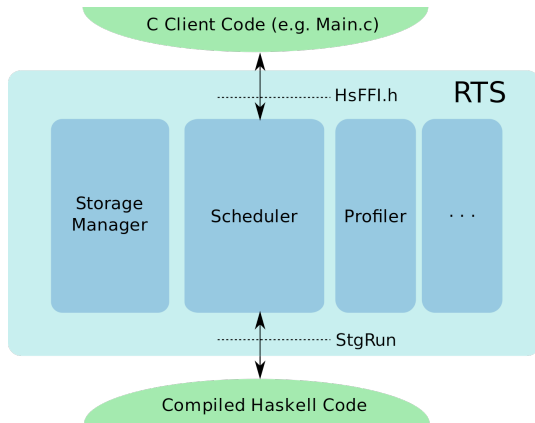 C Client Code (e.g. Main.c)
HsFFI.h
RTS
Storage
Manager
Scheduler
Profiler
. . .
StgRun
Compiled Haskell Code